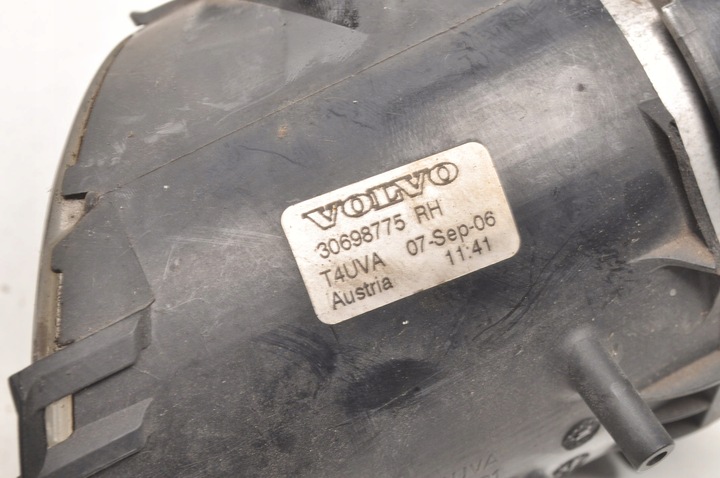 VOLVO
30698775 RH
T4UVA 07-Sep-06
Austria 11:41